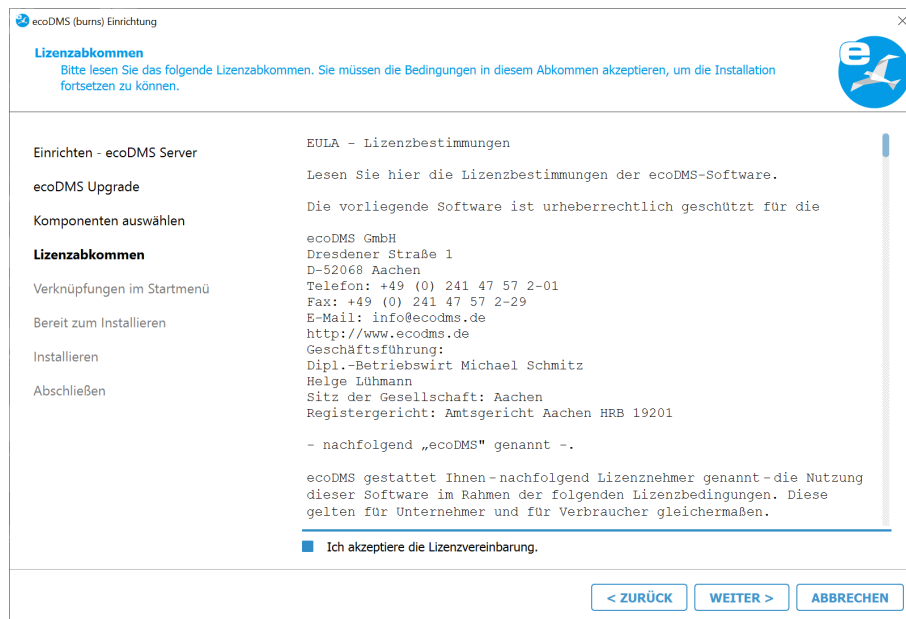 ecoDMS (burns) Einrichtung
Lizenzabkommen
Bitte lesen Sie das folgende Lizenzabkommen. Sie müssen die Bedingungen in diesem Abkommen akzeptieren, um die Installation
fortsetzen zu können.
e
Einrichten - ecoDMS Server
ecoDMS Upgrade
Komponenten auswählen
Lizenzabkommen
Verknüpfungen im Startmenü
Bereit zum Installieren
Installieren
Abschließen
EULA - Lizenzbestimmungen
Lesen Sie hier die Lizenzbestimmungen der ecoDMS-Software.
Die vorliegende Software ist urheberrechtlich geschützt für die
ecoDMS GmbH
Dresdener Straße 1
D-52068 Aachen
Telefon: +49 (0) 241 47 57 2-01
Fax: +49 (0) 241 47 57 2-29
E-Mail: info@ecodms.de
http://www.ecodms.de
Geschäftsführung:
Dipl.-Betriebswirt Michael Schmitz
Helge Lühmann
Sitz der Gesellschaft: Aachen
Registergericht: Amtsgericht Aachen HRB 19201
- nachfolgend „ecoDMS" genannt -.
ecoDMS gestattet Ihnen – nachfolgend Lizenznehmer genannt – die Nutzung
dieser Software im Rahmen der folgenden Lizenzbedingungen. Diese
gelten für Unternehmer und für Verbraucher gleichermaßen.
Ich akzeptiere die Lizenzvereinbarung.
< ZURÜCK
WEITER >
ABBRECHEN